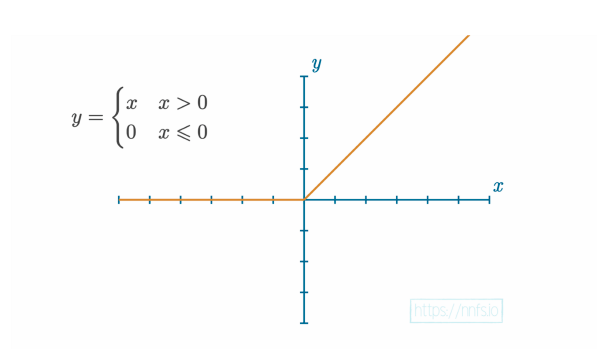 y
y = { x   x > 0
0   x ⩽ 0
x
https://nnfs.io